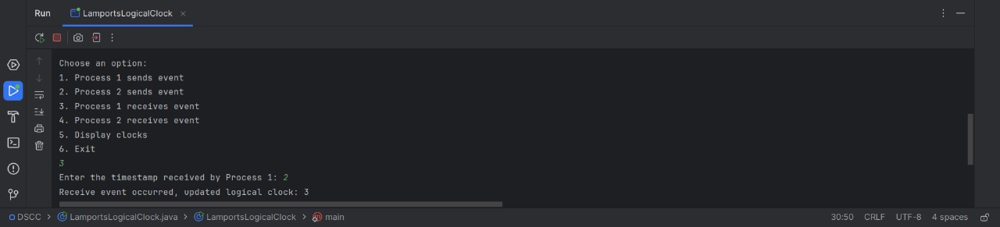 Run LamportsLogicalClock
Choose an option:
1. Process 1 sends event
2. Process 2 sends event
3. Process 1 receives event
4. Process 2 receives event
5. Display clocks
6. Exit
3
Enter the timestamp received by Process 1: 2
Receive event occurred, updated logical clock: 3
DSCC > LamportsLogicalClock.java > LamportsLogicalClock > main 30:50 CRLF UTF-8 4 spaces